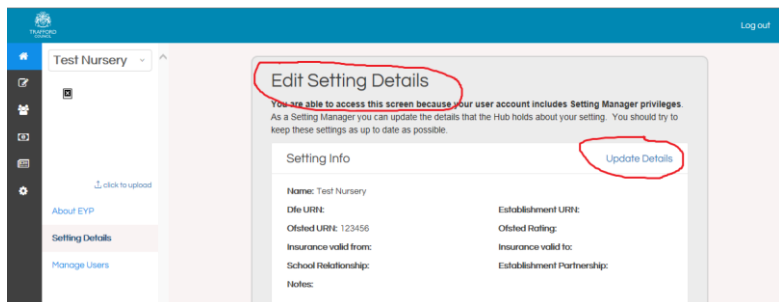 TRAFFORD
COUNCIL
Log out
Test Nursery
click to upload
About EYP
Setting Details
Manage Users
Edit Setting Details
You are able to access this screen because your user account includes Setting Manager privileges.
As a Setting Manager you can update the details that the Hub holds about your setting. You should try to
keep these settings as up to date as possible.
Setting Info
Update Details
Name: Test Nursery
Dfe URN:
Establishment URN:
Ofsted URN: 123456
Ofsted Rating:
Insurance valid from:
Insurance valid to:
School Relationship:
Establishment Partnership:
Notes: